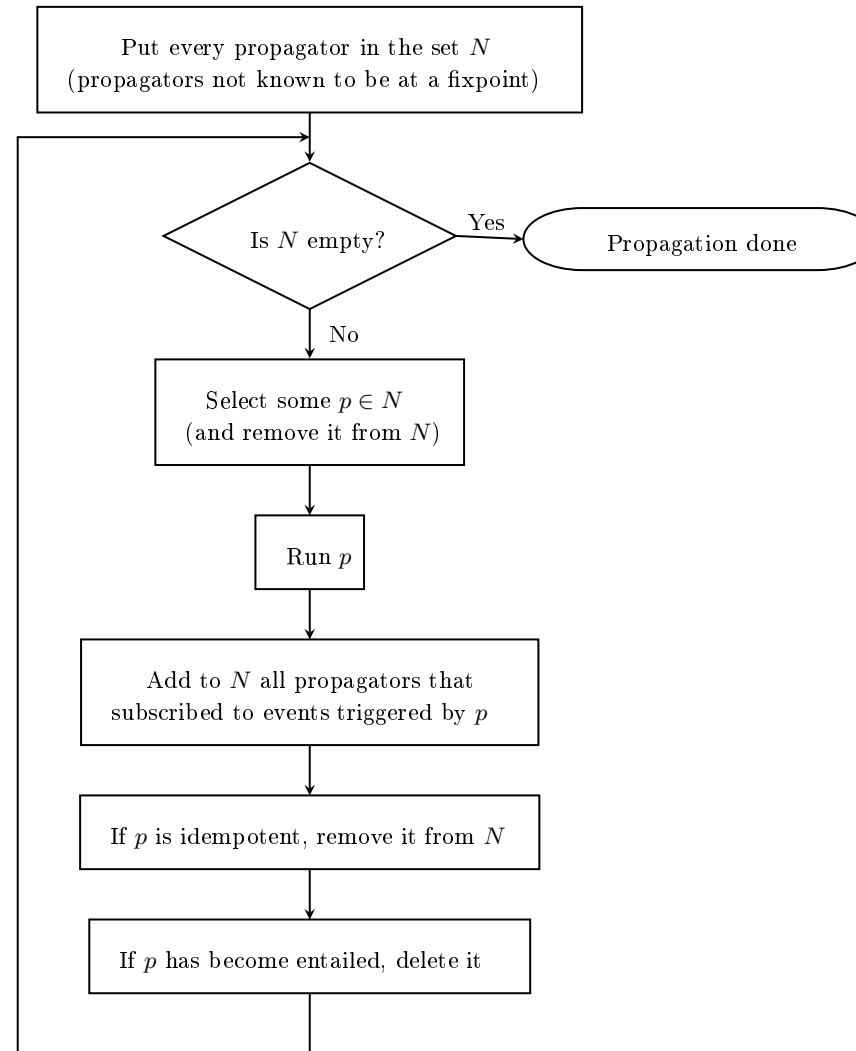 Put every propagator in the set N
(propagators not known to be at a fixpoint)
Is N empty?
Yes
Propagation done
No
Select some p ∈ N
(and remove it from N)
Run p
Add to N all propagators that
subscribed to events triggered by p
If p is idempotent, remove it from N
If p has become entailed, delete it